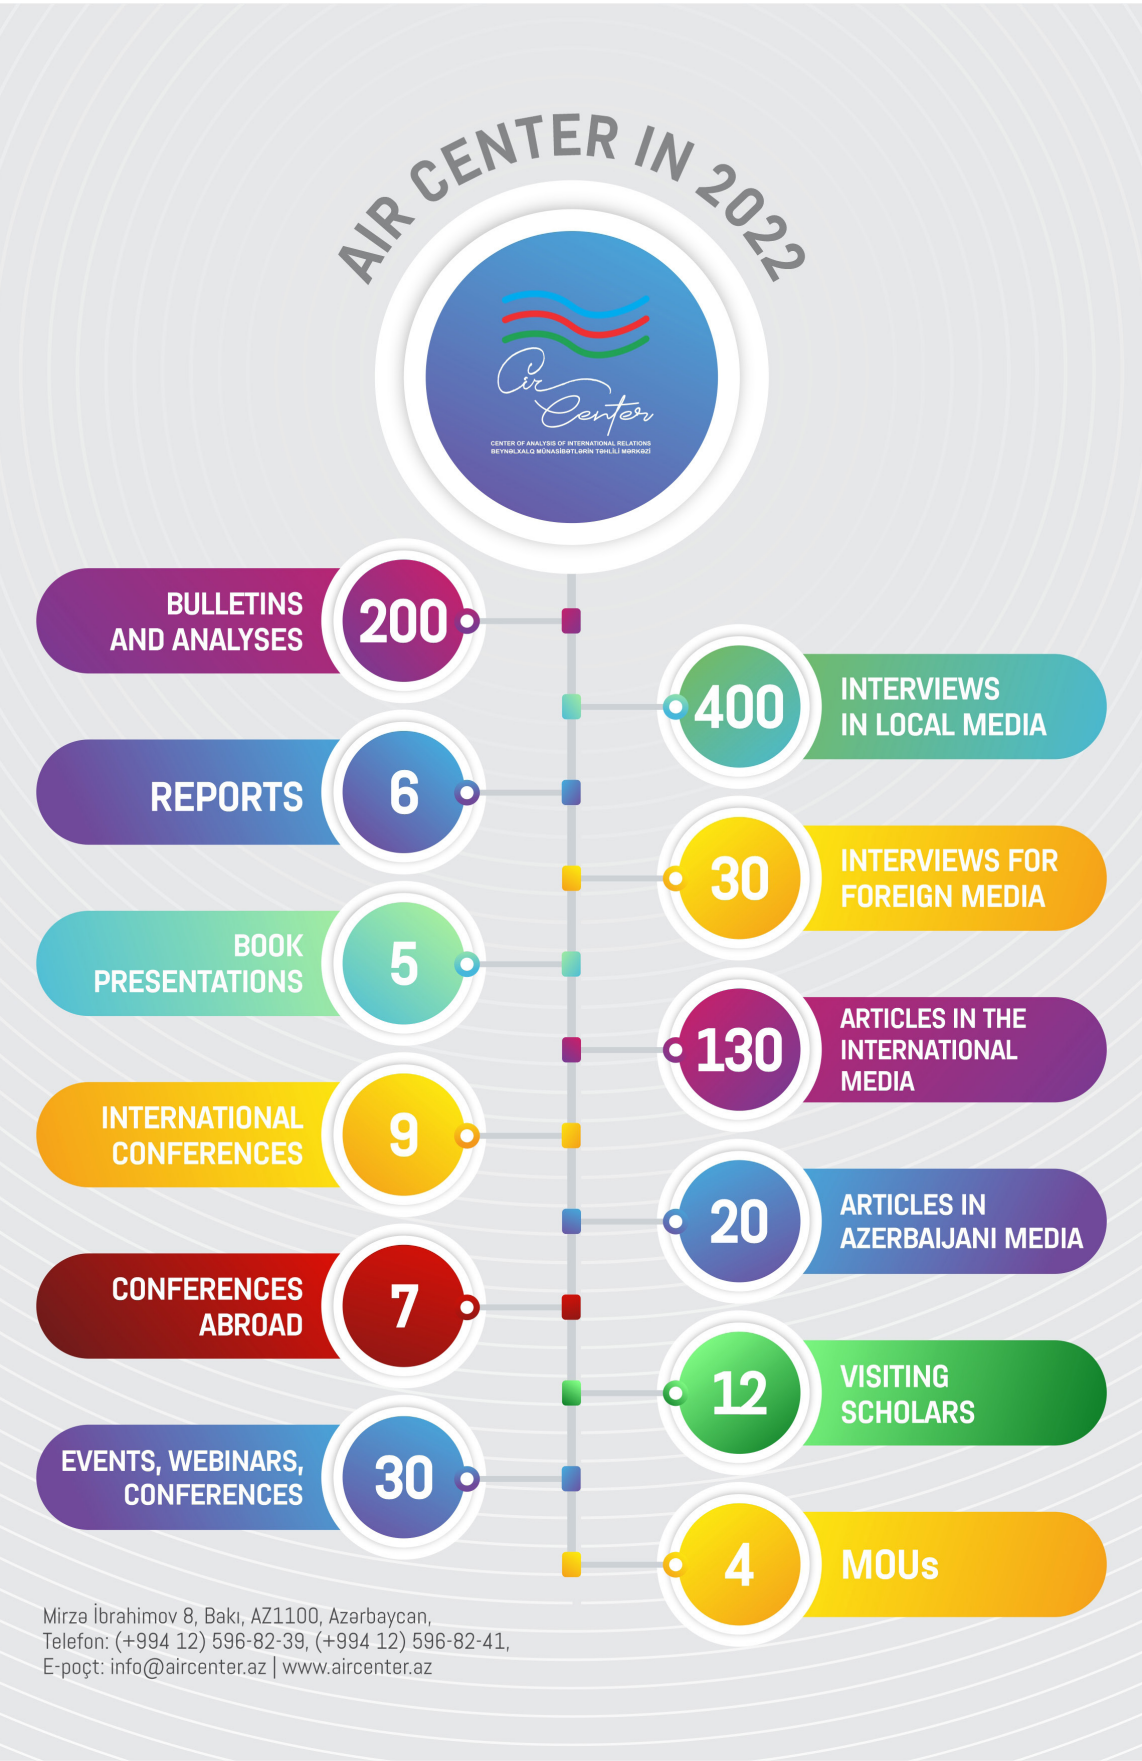 AIR CENTER IN 2022
Air
Center
CENTER OF ANALYSIS OF INTERNATIONAL RELATIONS
BEYNƏLXALQ MÜNASİBƏTLƏRİN TƏHLİLİ MƏRKƏZİ
BULLETINS
AND ANALYSES
200
400
INTERVIEWS
IN LOCAL MEDIA
REPORTS
6
30
INTERVIEWS FOR
FOREIGN MEDIA
BOOK
PRESENTATIONS
5
130
ARTICLES IN THE
INTERNATIONAL
MEDIA
INTERNATIONAL
CONFERENCES
9
20
ARTICLES IN
AZERBAIJANI MEDIA
CONFERENCES
ABROAD
7
12
VISITING
SCHOLARS
EVENTS, WEBINARS,
CONFERENCES
30
4
MOUs
Mirzə İbrahimov 8, Bakı, AZ1100, Azərbaycan,
Telefon: (+994 12) 596-82-39, (+994 12) 596-82-41,
E-poçt: info@aircenter.az | www.aircenter.az